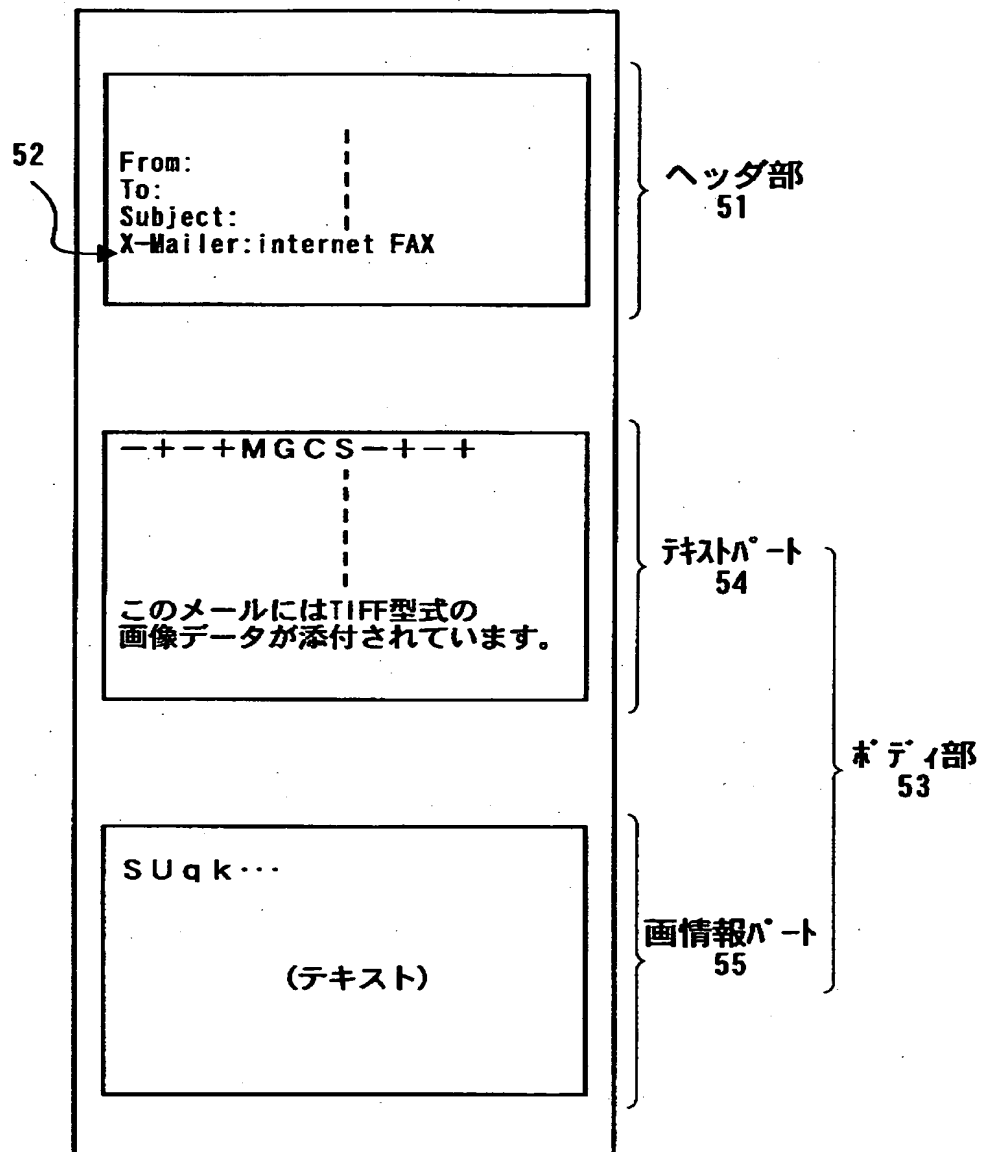 52
From:
To:
Subject:
X-Mailer:internet FAX
ヘッダ部
51
−+−+MGCS−+−+
このメールにはTIFF型式の
画像データが添付されています。
テキストパート
54
ボディ部
53
SUqk···
(テキスト)
画情報パート
55